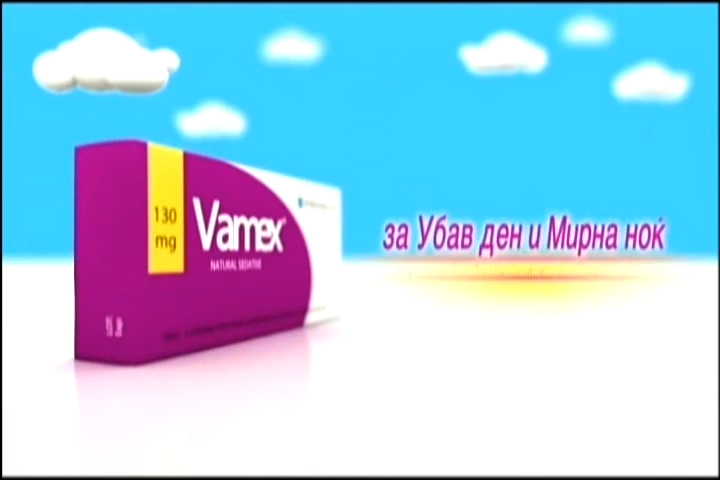 130
mg
Vamex®
NATURAL SEDATIVE
за Убав ден и Мирна ноќ